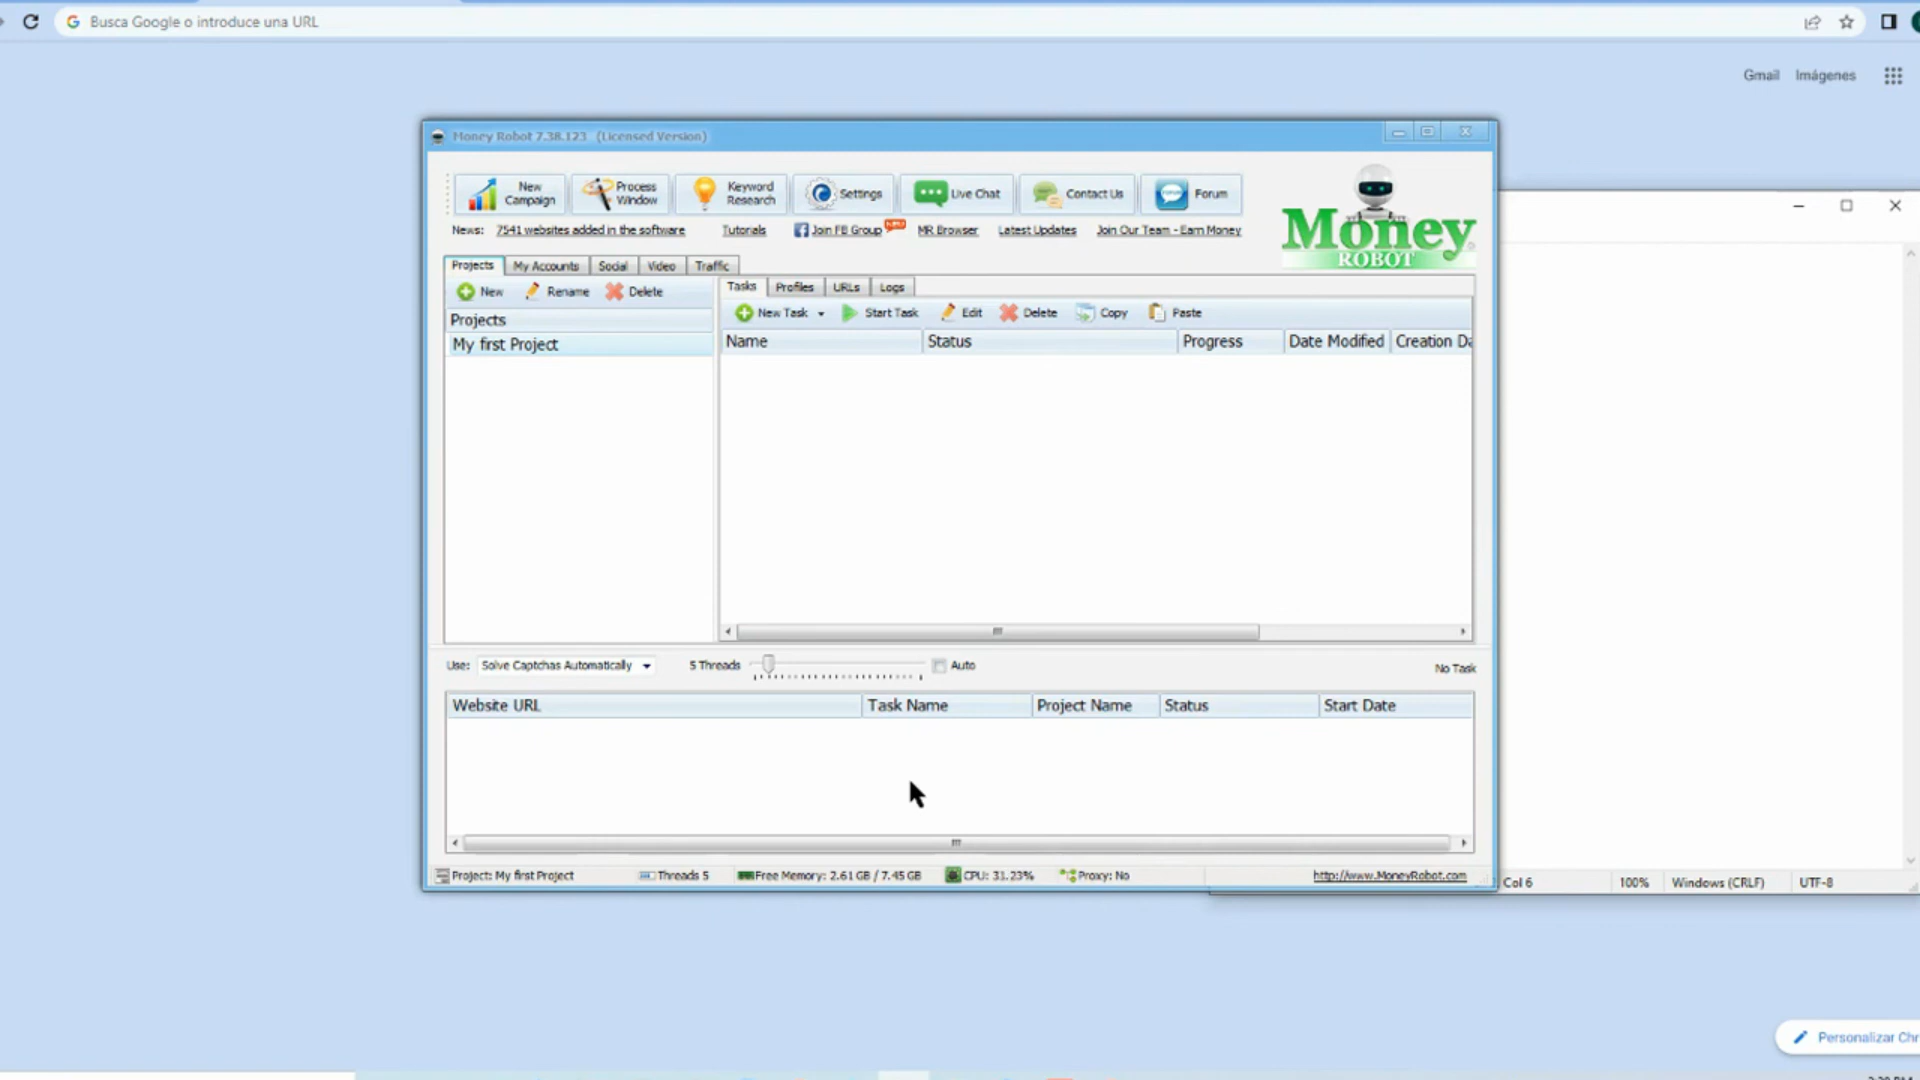 Busca Google o introduce una URL
Gmail Imágenes
Money Robot 7.38.123 (Licensed Version)
New Campaign
Process Window
Keyword Research
Settings
Live Chat
Contact Us
Forum
Money
ROBOT
News: 7541 websites added in the software Tutorials Join FB Group MR Browser Latest Updates Join Our Team - Earn Money
Projects My Accounts Social Video Traffic
New Rename Delete
Projects
My first Project
Tasks Profiles URLs Logs
New Task Start Task Edit Delete Copy Paste
Name Status Progress Date Modified Creation Da
Use: Solve Captchas Automatically 5 Threads Auto No Task
Website URL Task Name Project Name Status Start Date
Project: My first Project Threads 5 Free Memory: 2.61 GB / 7.45 GB CPU: 31.23% Proxy: No http://www.MoneyRobot.com
Col 6 100% Windows (CRLF) UTF-8
Personalizar Chr